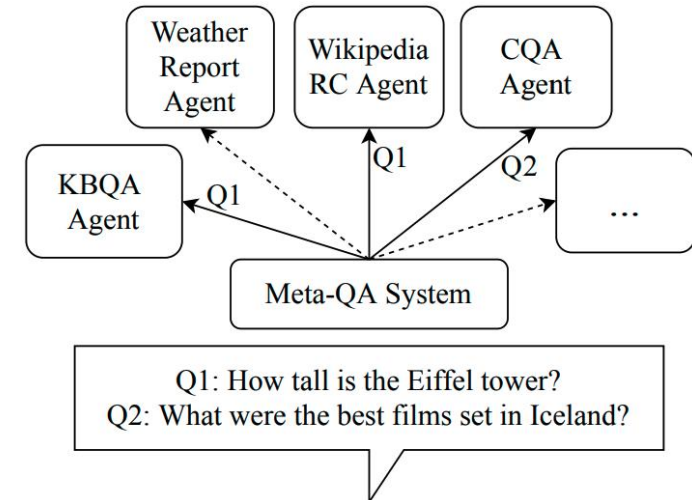 Weather
Report
Agent
Wikipedia
RC Agent
CQA
Agent
KBQA
Agent
Q1
Q1
Q2
...
Meta-QA System
Q1: How tall is the Eiffel tower?
Q2: What were the best films set in Iceland?